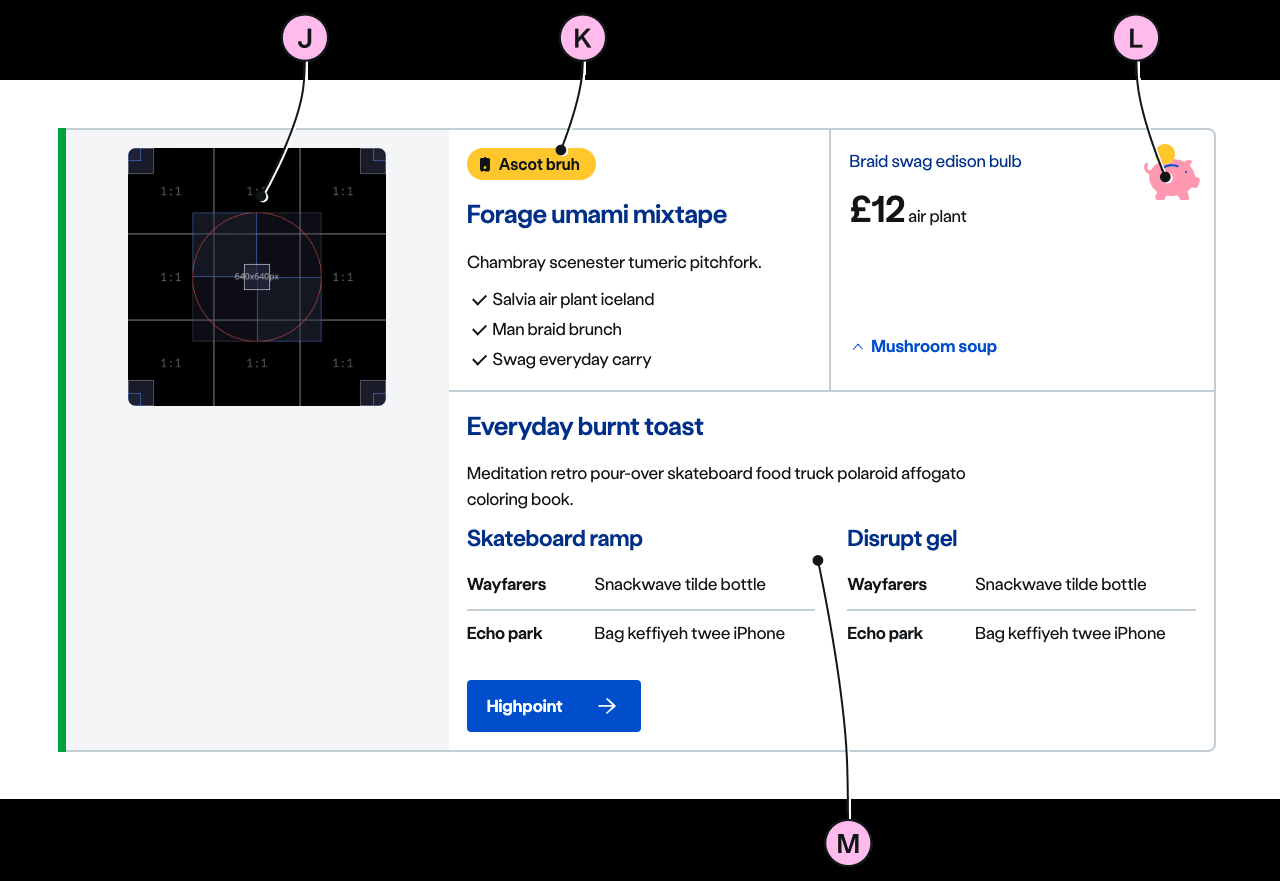 J
K
L
1:1 1:1
1:1 640x640px 1:1
1:1 1:1 1:1
Ascot bruh
Forage umami mixtape
Chambray scenester tumeric pitchfork.
Salvia air plant iceland
Man braid brunch
Swag everyday carry
Braid swag edison bulb
£12 air plant
Mushroom soup
Everyday burnt toast
Meditation retro pour-over skateboard food truck polaroid affogato
coloring book.
Skateboard ramp
Wayfarers Snackwave tilde bottle
Echo park Bag keffiyeh twee iPhone
Disrupt gel
Wayfarers Snackwave tilde bottle
Echo park Bag keffiyeh twee iPhone
Highpoint
M